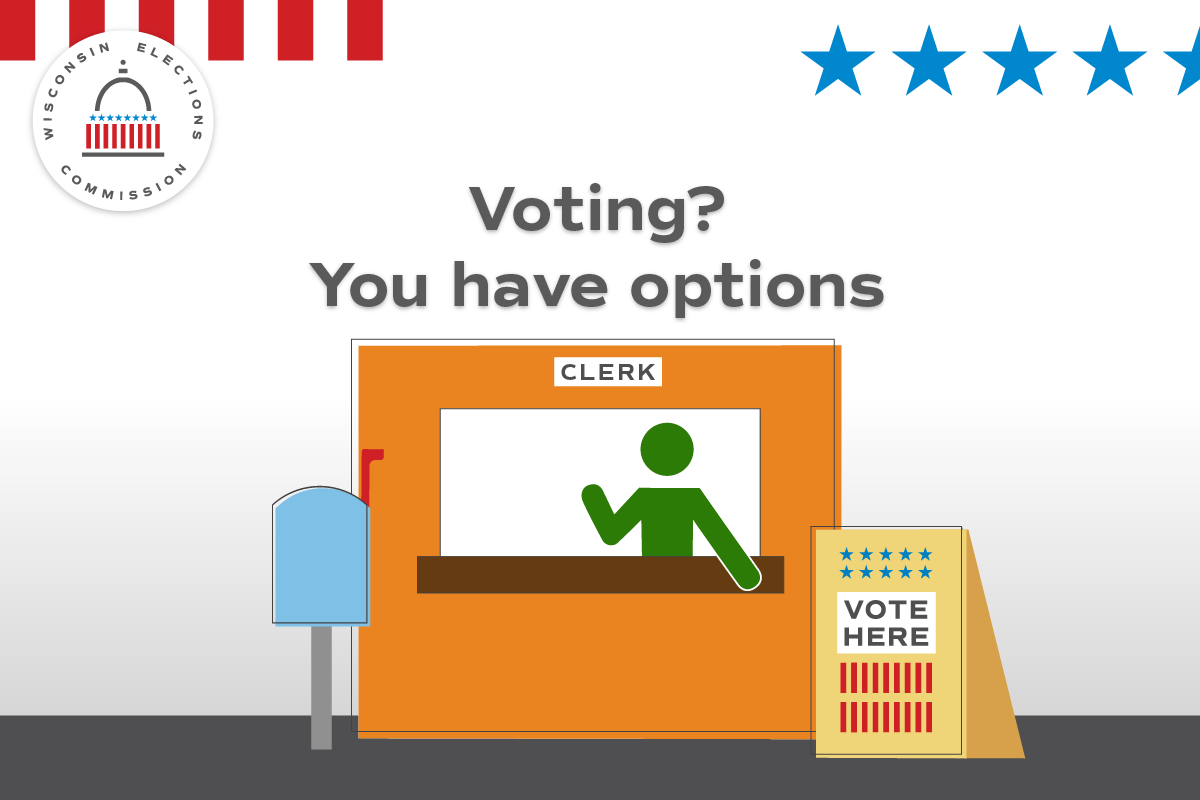 WISCONSIN ELECTIONS
COMMISSION
Voting?
You have options
CLERK
VOTE
HERE